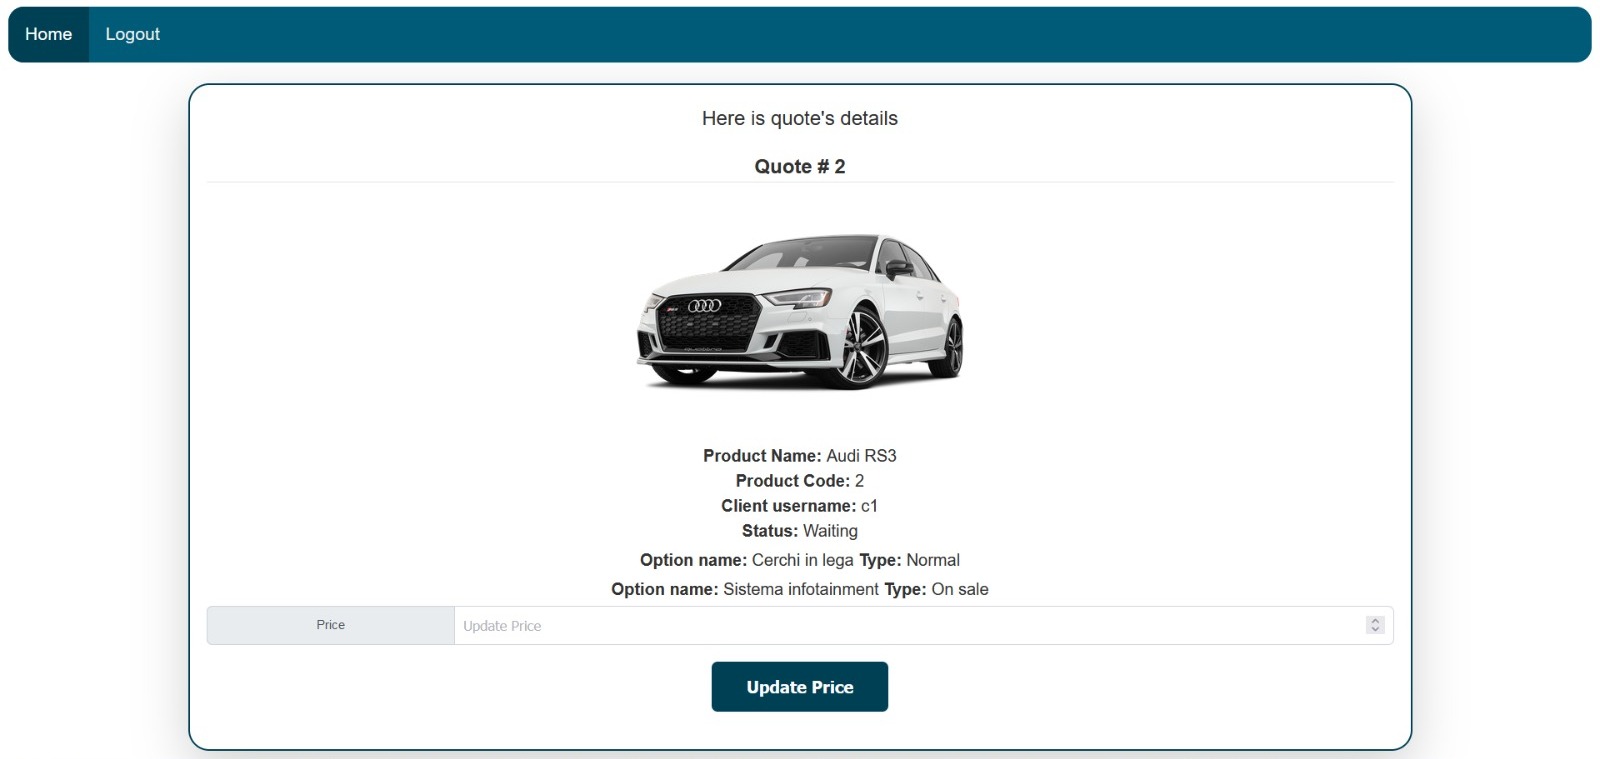 Home Logout
Here is quote's details
Quote # 2
Product Name: Audi RS3
Product Code: 2
Client username: c1
Status: Waiting
Option name: Cerchi in lega Type: Normal
Option name: Sistema infotainment Type: On sale
Price Update Price
Update Price